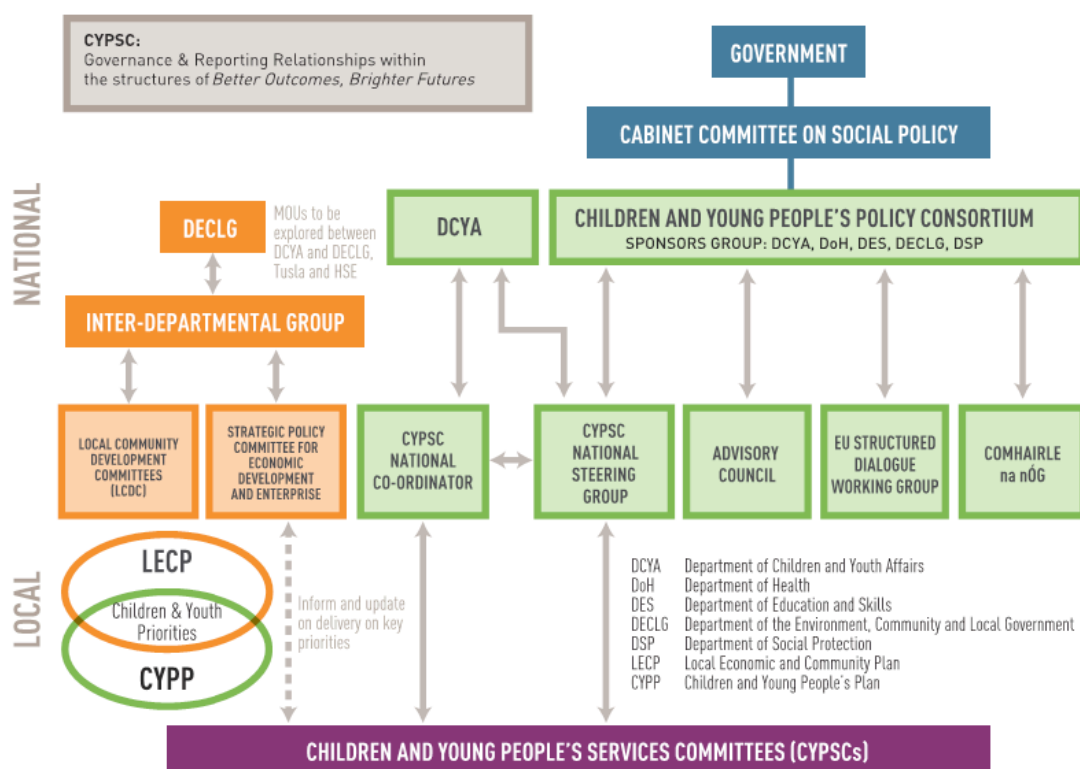 CYPSC:
Governance & Reporting Relationships within
the structures of Better Outcomes, Brighter Futures
GOVERNMENT
CABINET COMMITTEE ON SOCIAL POLICY
NATIONAL
DECLG
MOUs to be
explored between
DCYA and DECLG,
Tusla and HSE
DCYA
CHILDREN AND YOUNG PEOPLE'S POLICY CONSORTIUM
SPONSORS GROUP: DCYA, DoH, DES, DECLG, DSP
INTER-DEPARTMENTAL GROUP
LOCAL COMMUNITY
DEVELOPMENT
COMMITTEES
(LCDC)
STRATEGIC POLICY
COMMITTEE FOR
ECONOMIC
DEVELOPMENT
AND ENTERPRISE
CYPSC
NATIONAL
CO-ORDINATOR
CYPSC
NATIONAL
STEERING
GROUP
ADVISORY
COUNCIL
EU STRUCTURED
DIALOGUE
WORKING GROUP
COMHAIRLE
na nÓG
LOCAL
LECP
Children & Youth
Priorities
CYPP
Inform and update
on delivery on key
priorities
DCYA Department of Children and Youth Affairs
DoH Department of Health
DES Department of Education and Skills
DECLG Department of the Environment, Community and Local Government
DSP Department of Social Protection
LECP Local Economic and Community Plan
CYPP Children and Young People's Plan
CHILDREN AND YOUNG PEOPLE'S SERVICES COMMITTEES (CYPSCs)